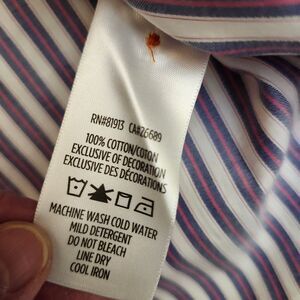 RN#81913 CA#26689
100% COTTON/COTON
EXCLUSIVE OF DECORATION
EXCLUSIVE DES DÉCORATIONS
MACHINE WASH COLD WATER
MILD DETERGENT
DO NOT BLEACH
LINE DRY
COOL IRON